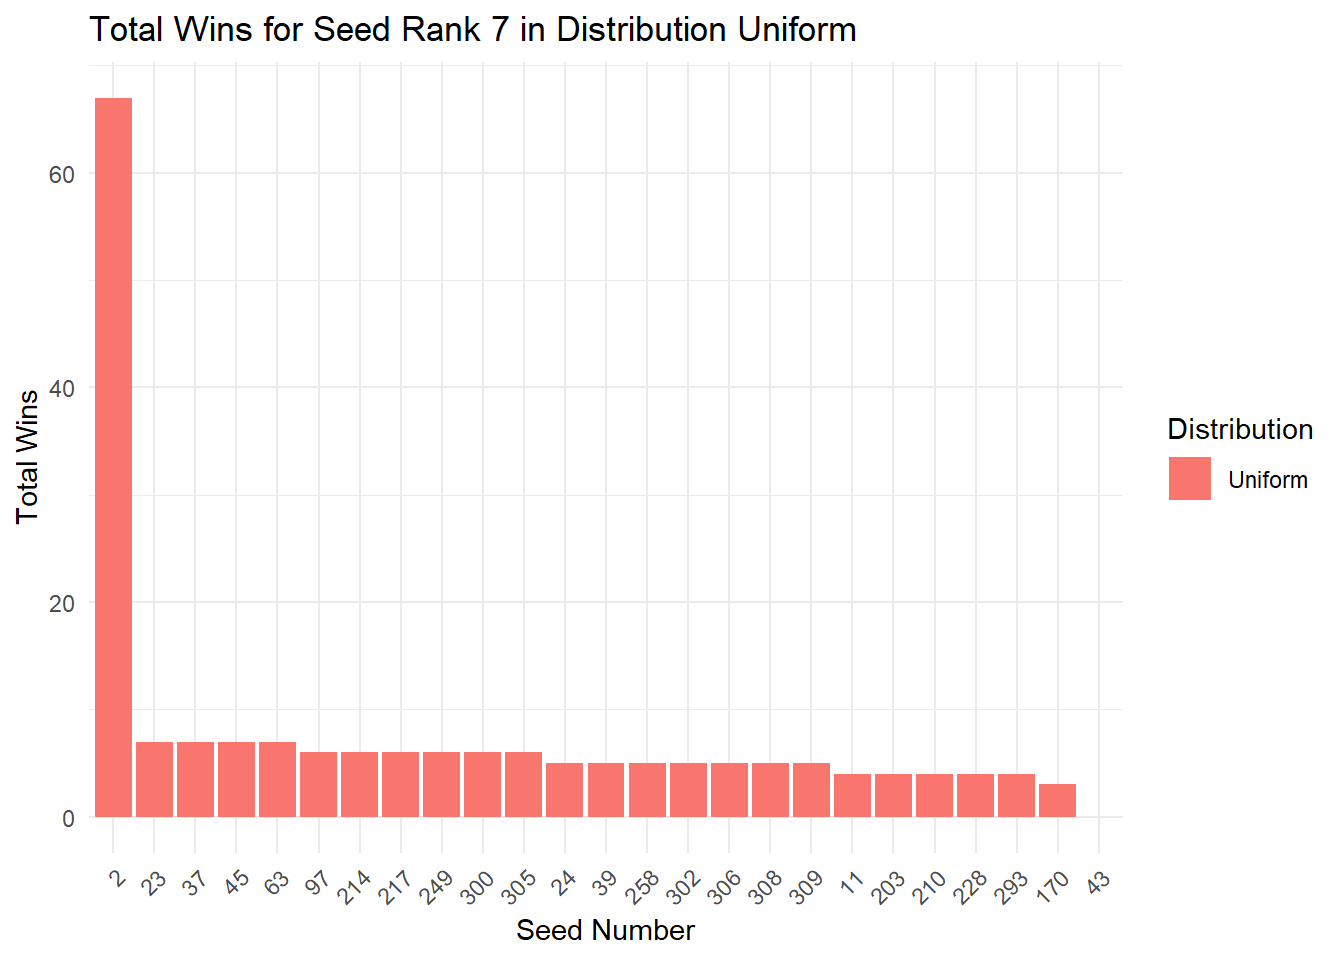 Total Wins for Seed Rank 7 in Distribution Uniform
Total Wins
60
40
20
0
2 23 37 45 63 97 214 217 249 300 305 24 39 258 302 306 308 309 11 203 210 228 293 170 43
Seed Number
Distribution
Uniform